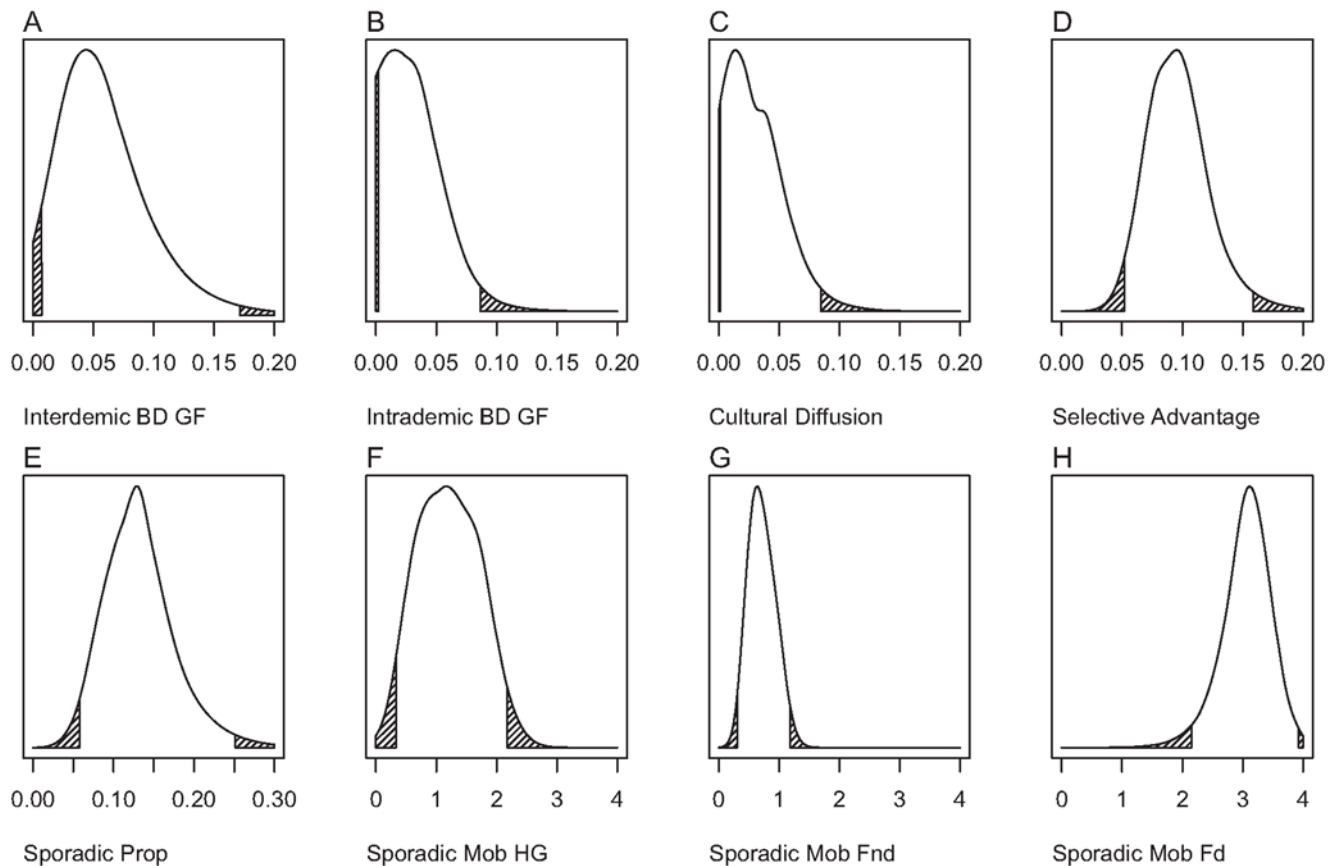 A B C D
0.00 0.05 0.10 0.15 0.20 0.00 0.05 0.10 0.15 0.20 0.00 0.05 0.10 0.15 0.20 0.00 0.05 0.10 0.15 0.20
Interdemic BD GF Intrademic BD GF Cultural Diffusion Selective Advantage
E F G H
0.00 0.10 0.20 0.30 0 1 2 3 4 0 1 2 3 4 0 1 2 3 4
Sporadic Prop Sporadic Mob HG Sporadic Mob Fnd Sporadic Mob Fd